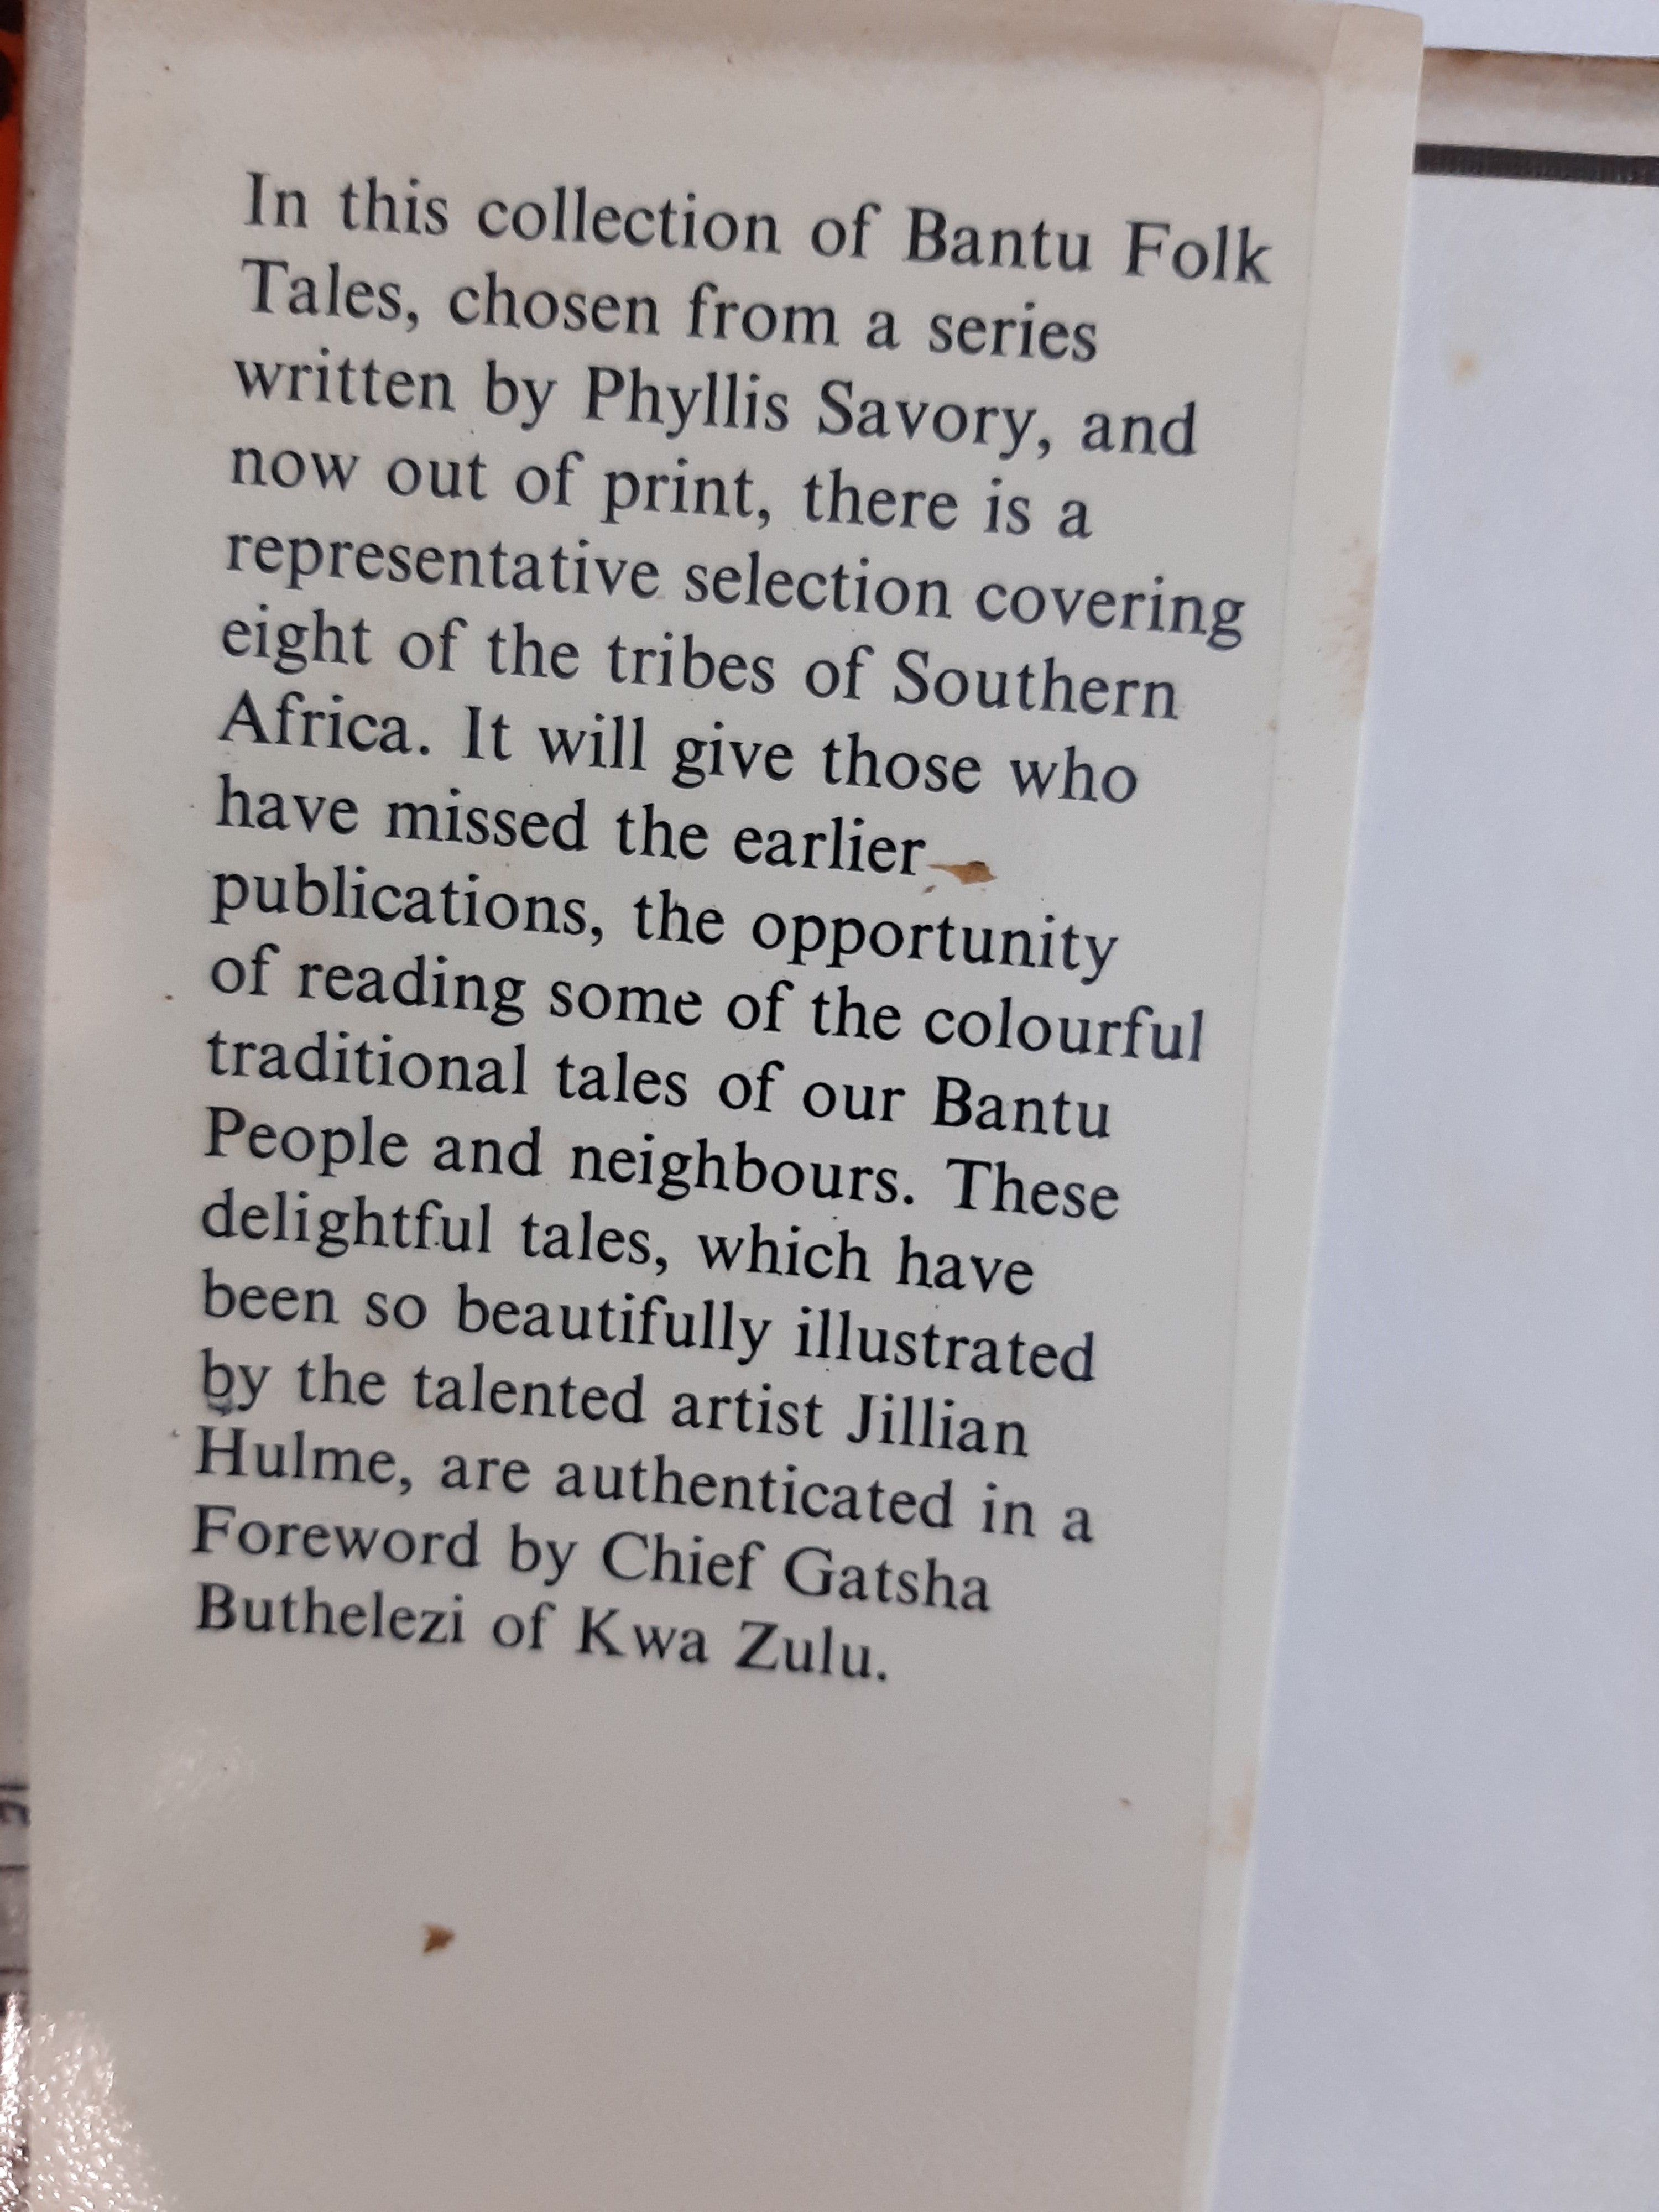 In this collection of Bantu Folk
Tales, chosen from a series
written by Phyllis Savory, and
now out of print, there is a
representative selection covering
eight of the tribes of Southern
Africa. It will give those who
have missed the earlier
publications, the opportunity
of reading some of the colourful
traditional tales of our Bantu
People and neighbours. These
delightful tales, which have
been so beautifully illustrated
by the talented artist Jillian
Hulme, are authenticated in a
Foreword by Chief Gatsha
Buthelezi of Kwa Zulu.